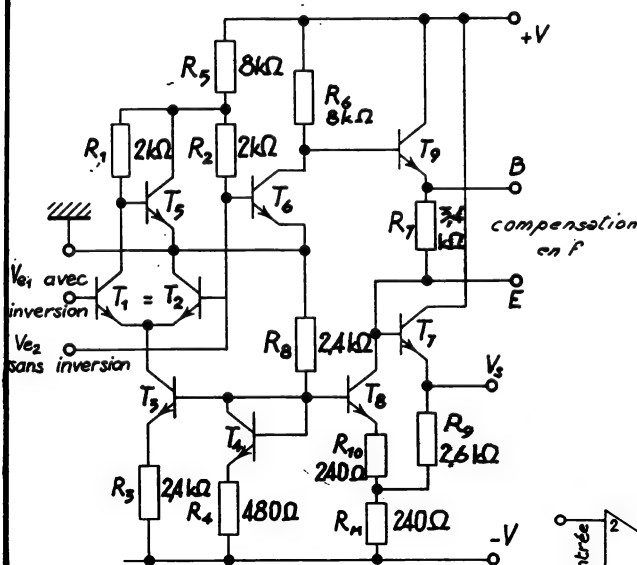 +V
R5 8kΩ
R6
8kΩ
R1 2kΩ
R2 2kΩ
T9
B
T5
T6
R7 3,4
kΩ
compensation
en F
Ve1 avec
inversion
T1 = T2
E
R8 2,4kΩ
T7
Ve2
sans inversion
Vs
T3
T8
T4
R9
2,6kΩ
R10
240Ω
R3 2,4kΩ
R4 480Ω
RM 240Ω
-V
2
entrée